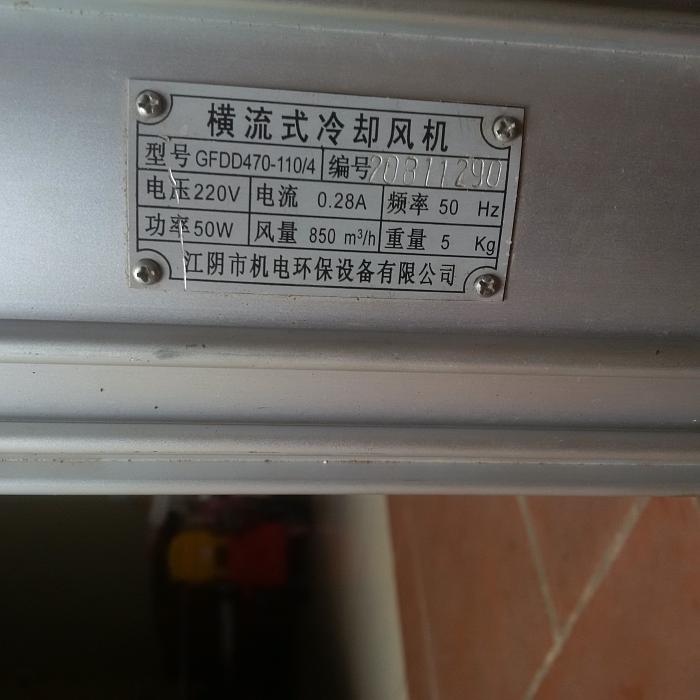 横流式冷却风机
型号 GFDD470-110/4 编号 20811290
电压 220V 电流 0.28A 频率 50 Hz
功率 50W 风量 850 m³/h 重量 5 Kg
江阴市机电环保设备有限公司